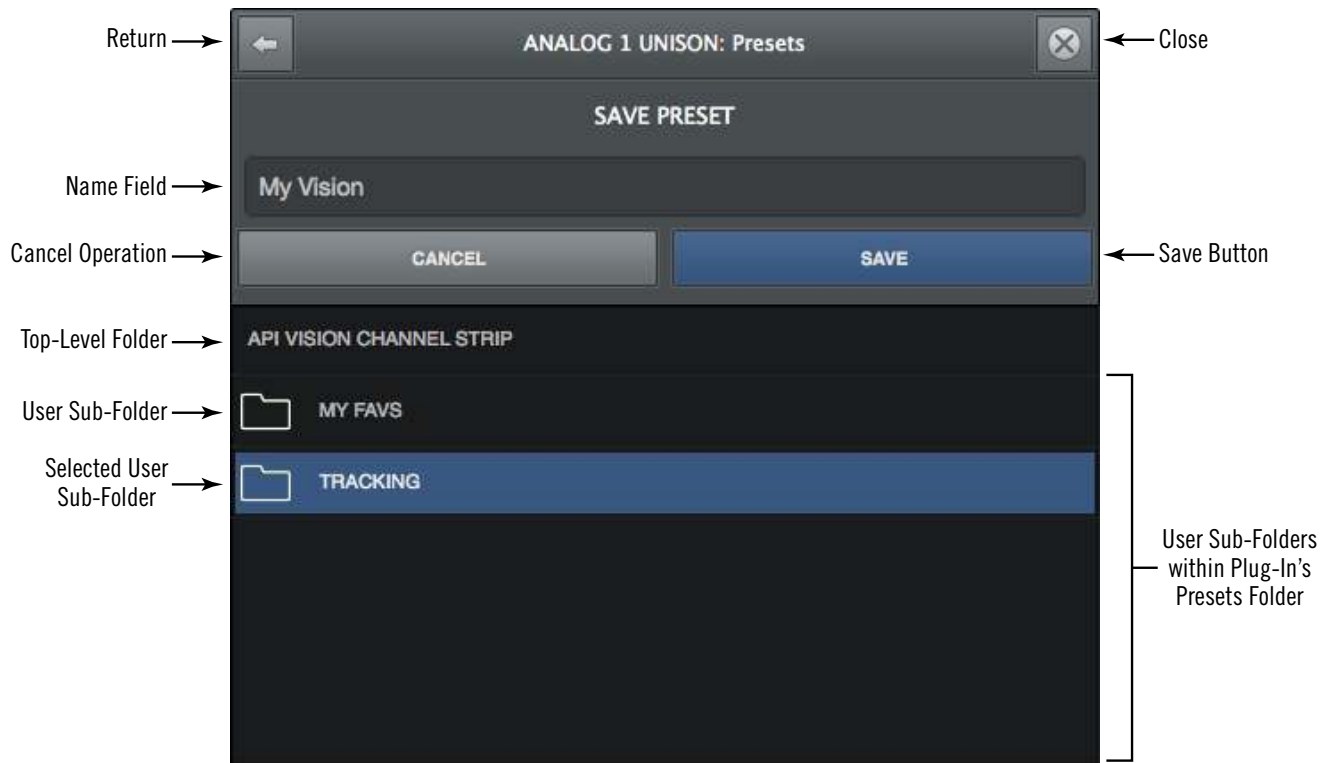 Return
ANALOG 1 UNISON: Presets
Close
SAVE PRESET
Name Field
My Vision
Cancel Operation
CANCEL
SAVE
Save Button
Top-Level Folder
API VISION CHANNEL STRIP
User Sub-Folder
MY FAVS
Selected User
Sub-Folder
TRACKING
User Sub-Folders
within Plug-In's
Presets Folder